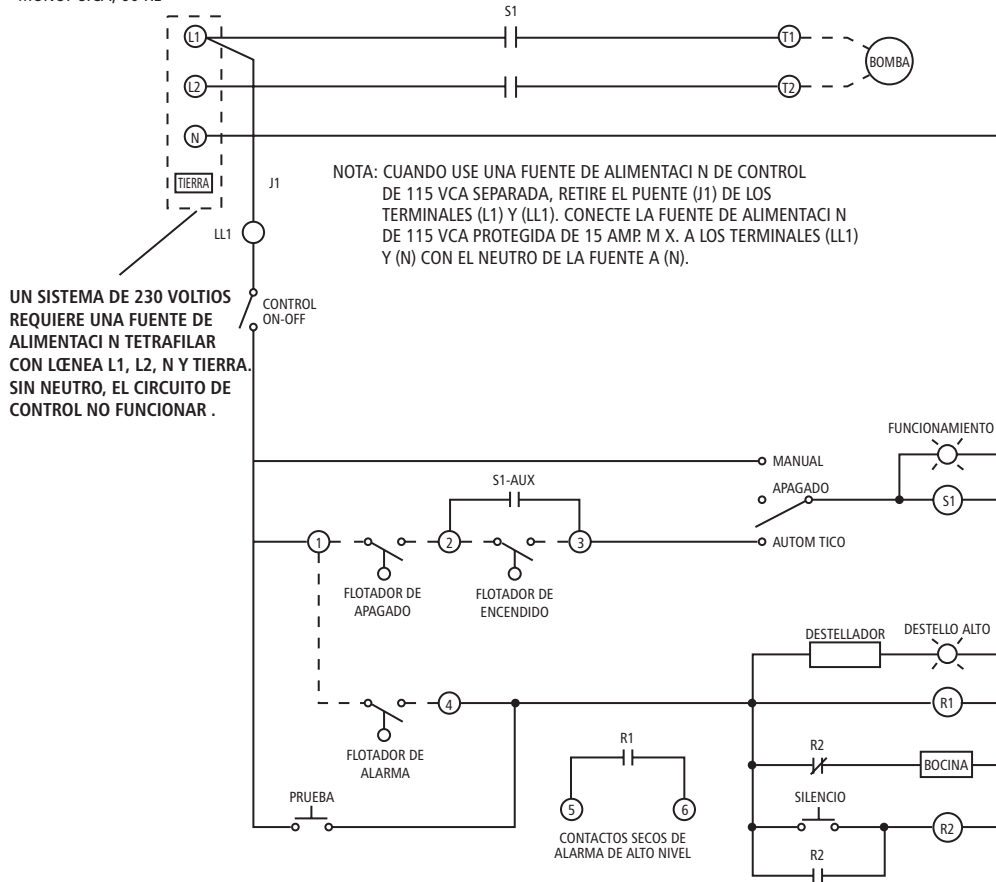 S1
L1
T1
BOMBA
L2
T2
N
TIERRA
J1
LL1
NOTA: CUANDO USE UNA FUENTE DE ALIMENTACI N DE CONTROL
DE 115 VCA SEPARADA, RETIRE EL PUENTE (J1) DE LOS
TERMINALES (L1) Y (LL1). CONECTE LA FUENTE DE ALIMENTACI N
DE 115 VCA PROTEGIDA DE 15 AMP. M X. A LOS TERMINALES (LL1)
Y (N) CON EL NEUTRO DE LA FUENTE A (N).
UN SISTEMA DE 230 VOLTIOS
REQUIERE UNA FUENTE DE
ALIMENTACI N TETRAFILAR
CON LŒNEA L1, L2, N Y TIERRA.
SIN NEUTRO, EL CIRCUITO DE
CONTROL NO FUNCIONAR .
CONTROL
ON-OFF
FUNCIONAMIENTO
MANUAL
S1-AUX
APAGADO
S1
1
2
3
AUTOM TICO
FLOTADOR DE
APAGADO
FLOTADOR DE
ENCENDIDO
DESTELLADOR
DESTELLO ALTO
4
R1
FLOTADOR DE
ALARMA
R1
R2
BOCINA
PRUEBA
5
6
SILENCIO
R2
CONTACTOS SECOS DE
ALARMA DE ALTO NIVEL
R2